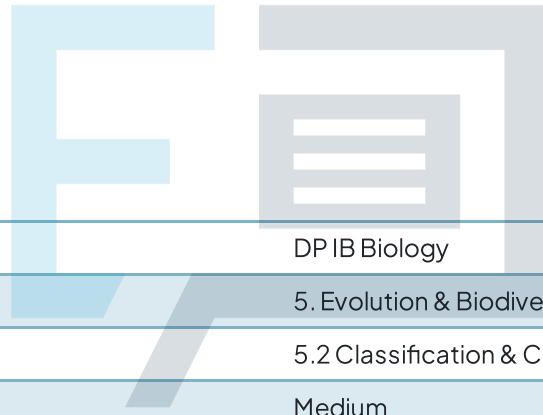 DP IB Biology
5. Evolution & Biodive
5.2 Classification & C
Medium